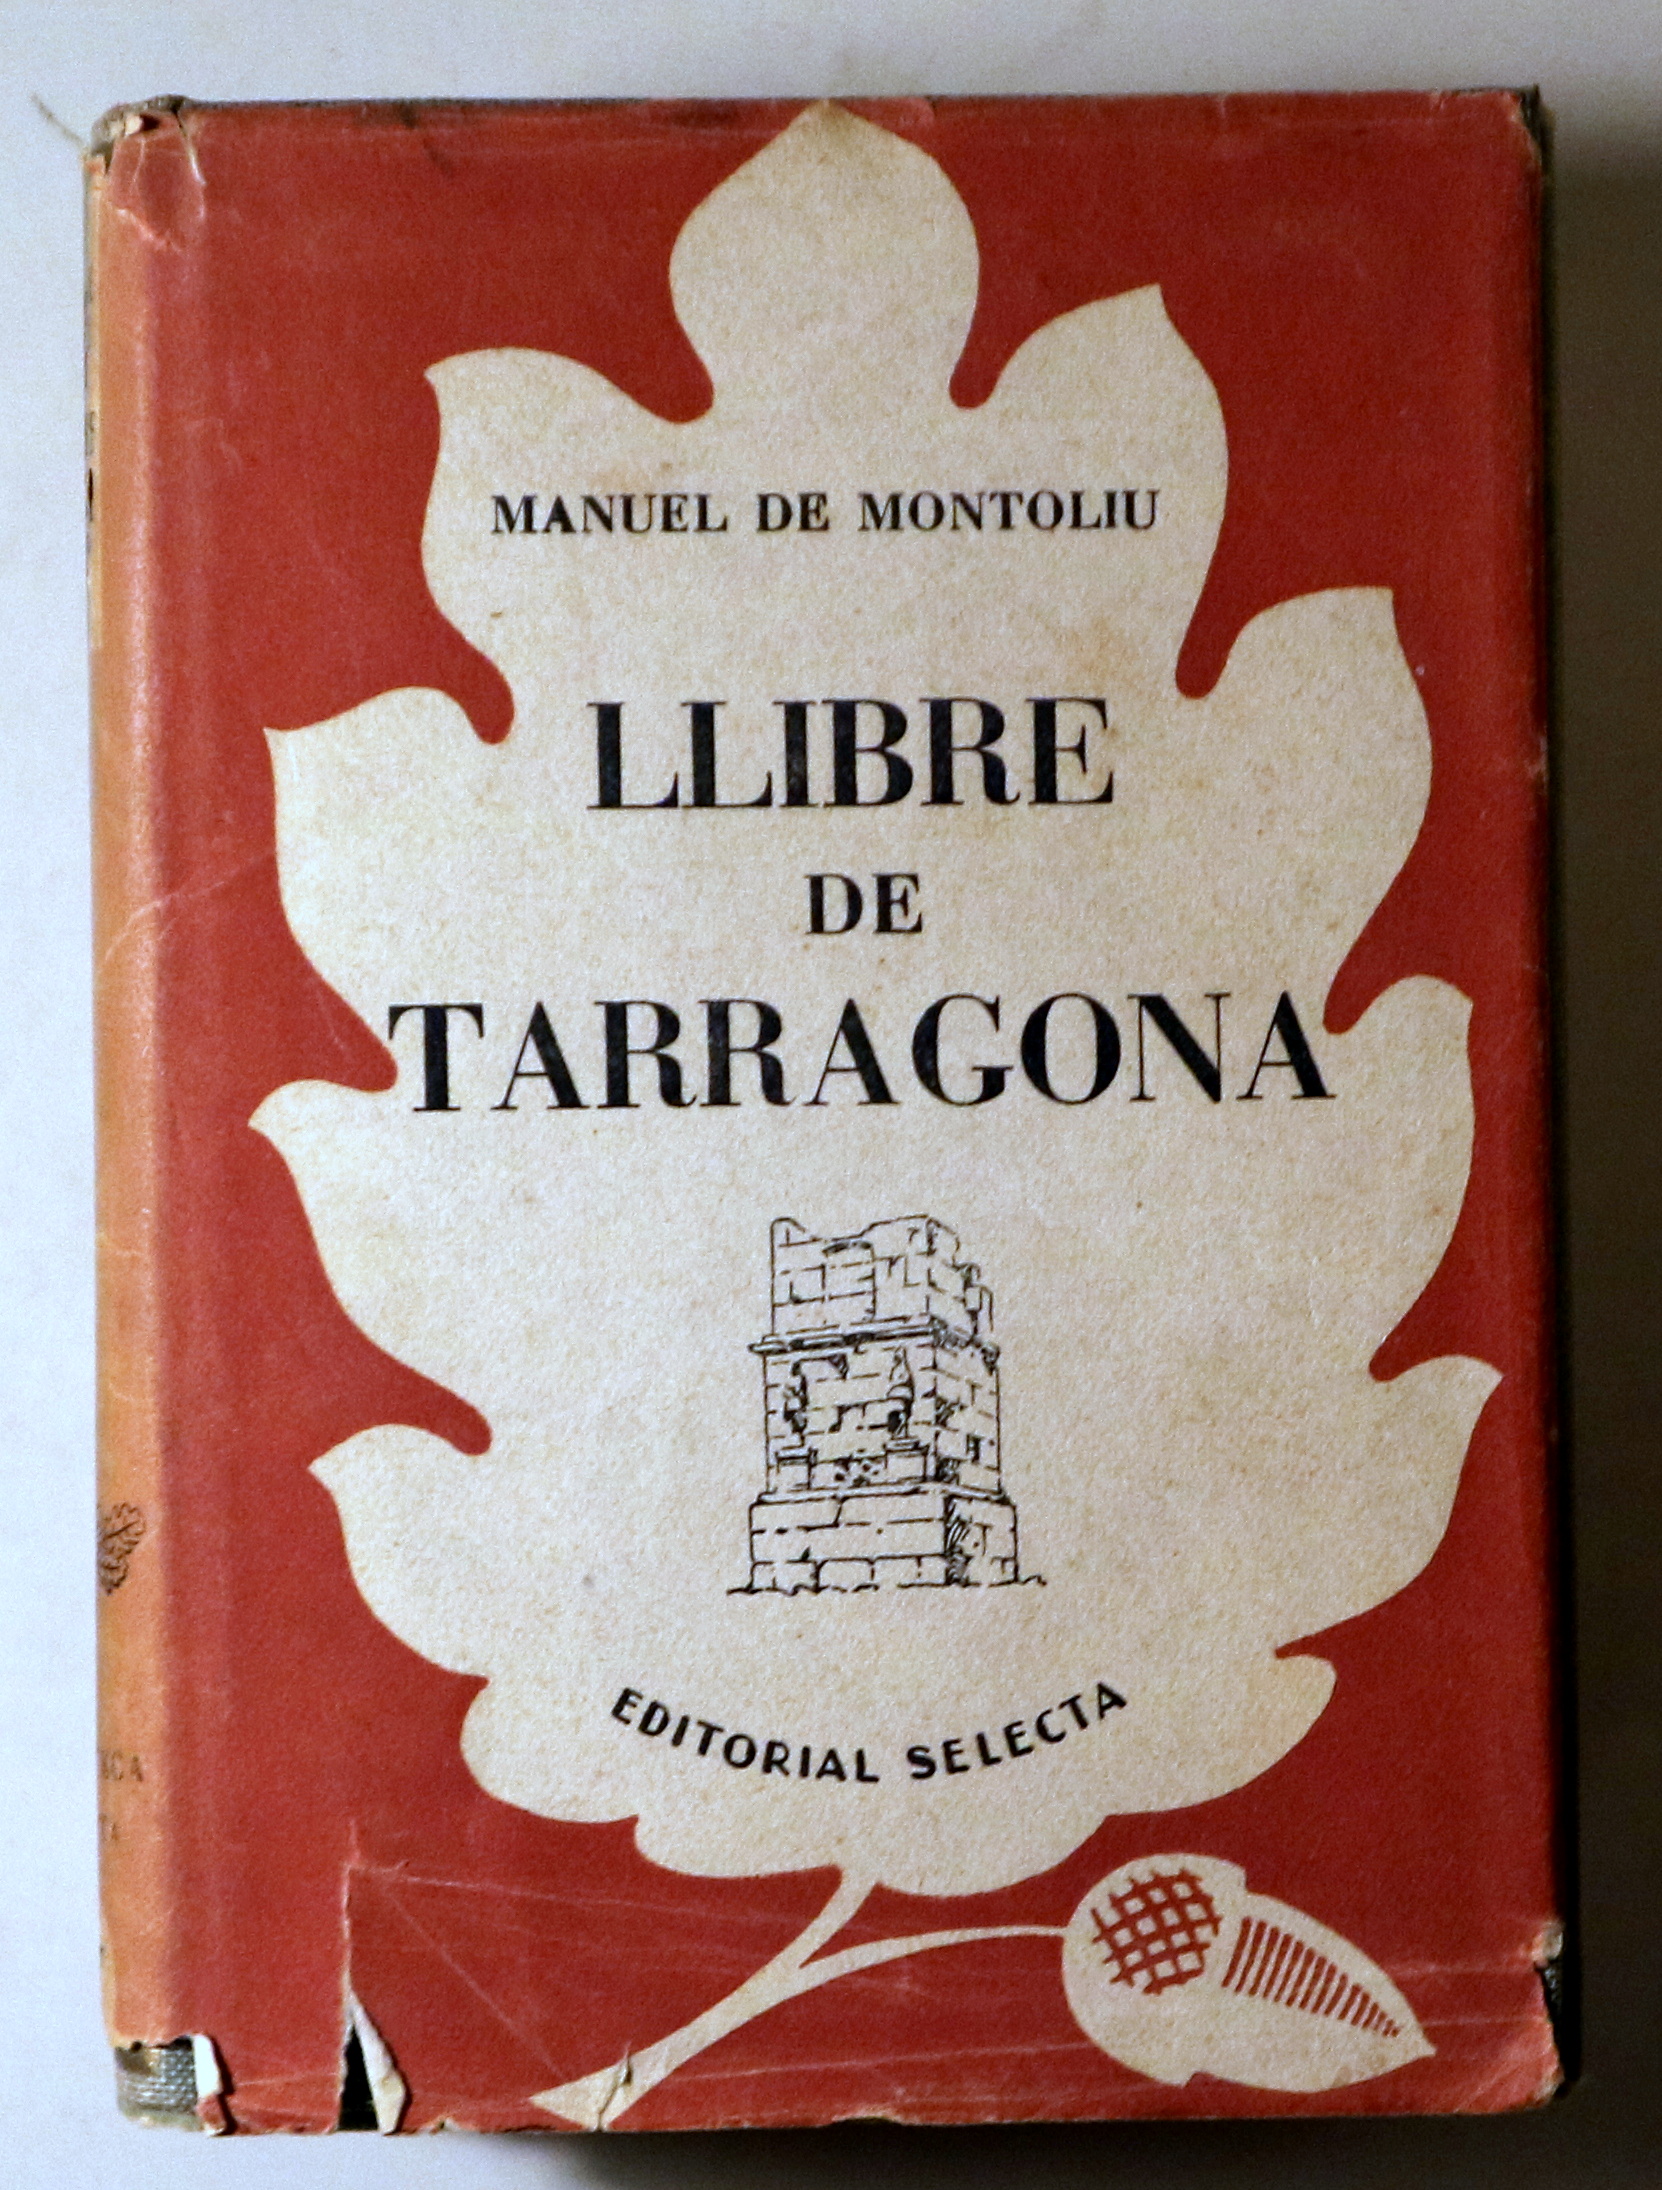 MANUEL DE MONTOLIU
LLIBRE
DE
TARRAGONA
EDITORIAL SELECTA